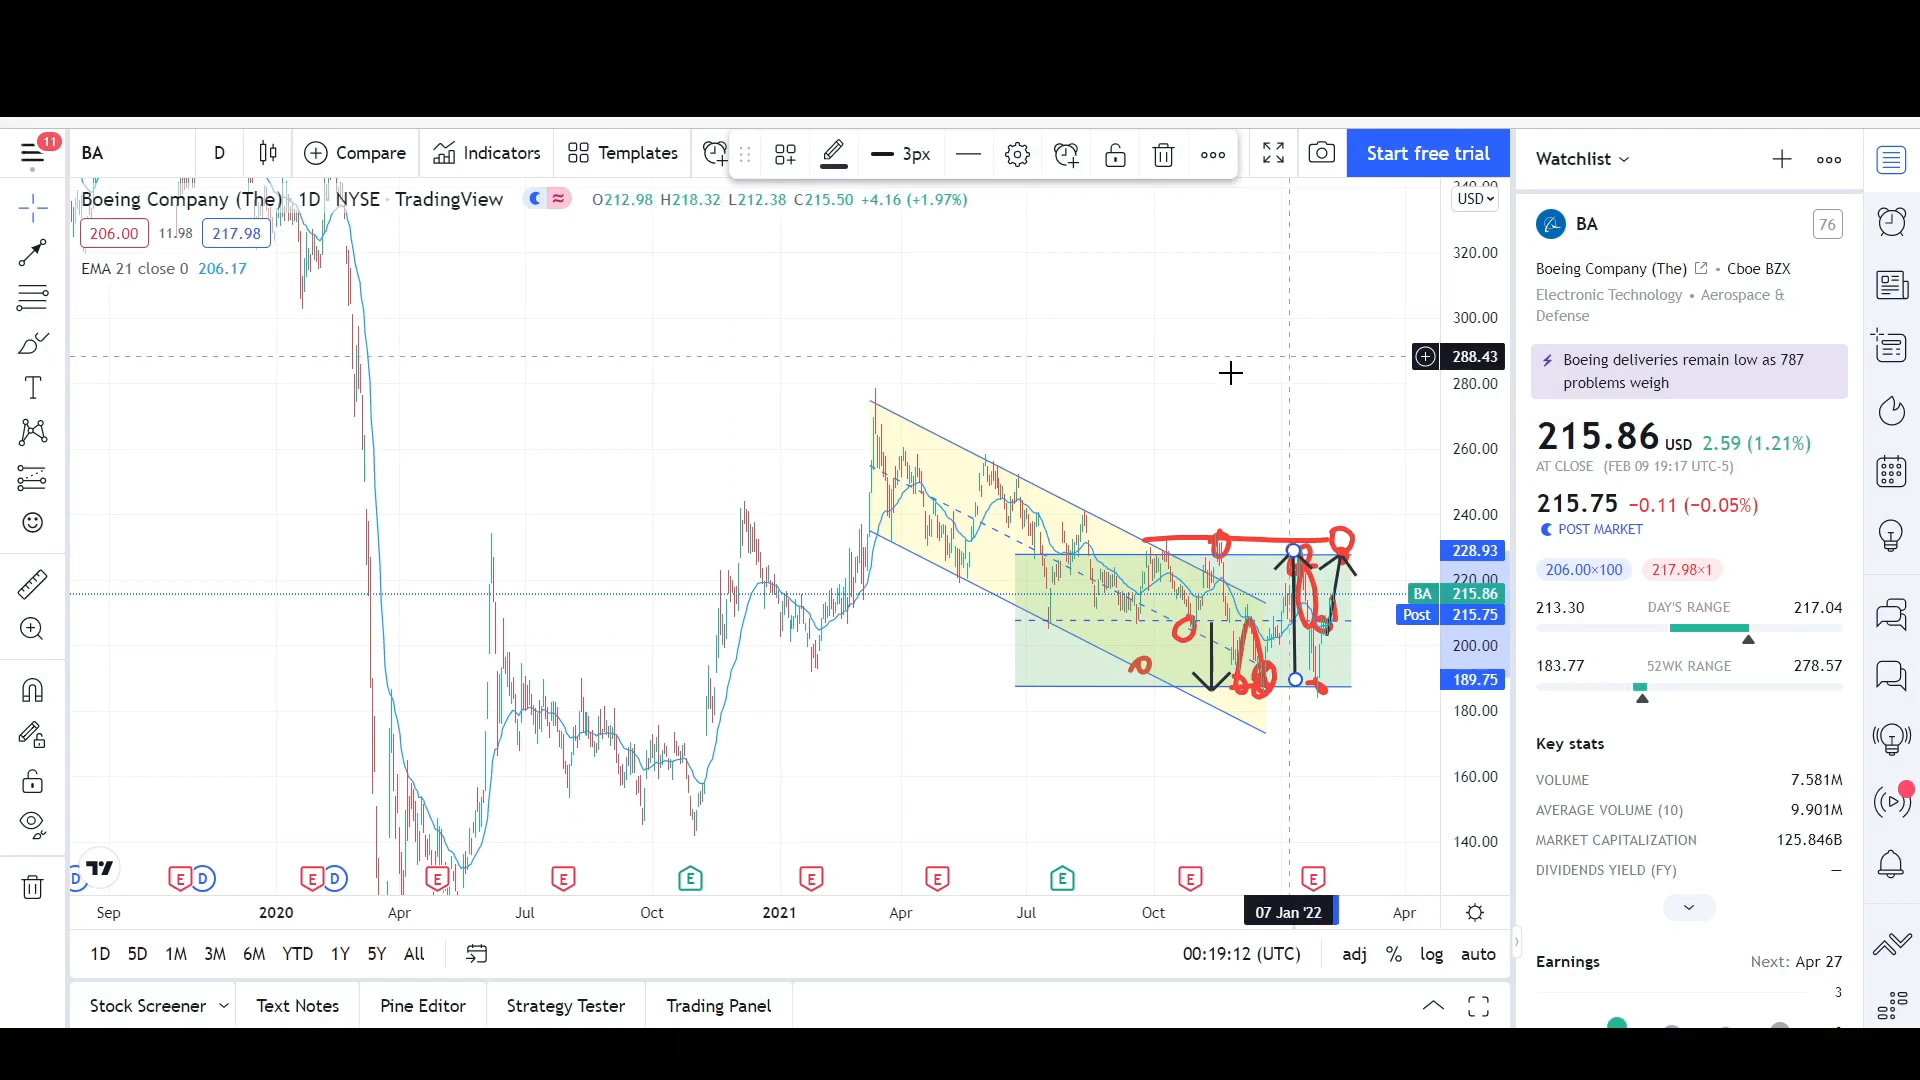 11
BA
D
Compare
Indicators
Templates
3px
Start free trial
Watchlist
Boeing Company (The) · 1D · NYSE · TradingView
O212.98 H218.32 L212.38 C215.50 +4.16 (+1.97%)
206.00 11.98 217.98
EMA 21 close 0 206.17
USD
340.00
320.00
300.00
288.43
280.00
260.00
240.00
228.93
220.00
BA 215.86
Post 215.75
200.00
189.75
180.00
160.00
140.00
D E D E D E E E E E E E E
Sep 2020 Apr Jul Oct 2021 Apr Jul Oct 07 Jan '22 Apr
1D 5D 1M 3M 6M YTD 1Y 5Y All
00:19:12 (UTC) adj % log auto
Stock Screener Text Notes Pine Editor Strategy Tester Trading Panel
BA
76
Boeing Company (The) • Cboe BZX
Electronic Technology • Aerospace &
Defense
Boeing deliveries remain low as 787
problems weigh
215.86 USD 2.59 (1.21%)
AT CLOSE (FEB 09 19:17 UTC-5)
215.75 −0.11 (−0.05%)
POST MARKET
206.00×100 217.98×1
213.30 DAY'S RANGE 217.04
183.77 52WK RANGE 278.57
Key stats
VOLUME 7.581M
AVERAGE VOLUME (10) 9.901M
MARKET CAPITALIZATION 125.846B
DIVIDENDS YIELD (FY) —
Earnings Next: Apr 27
3